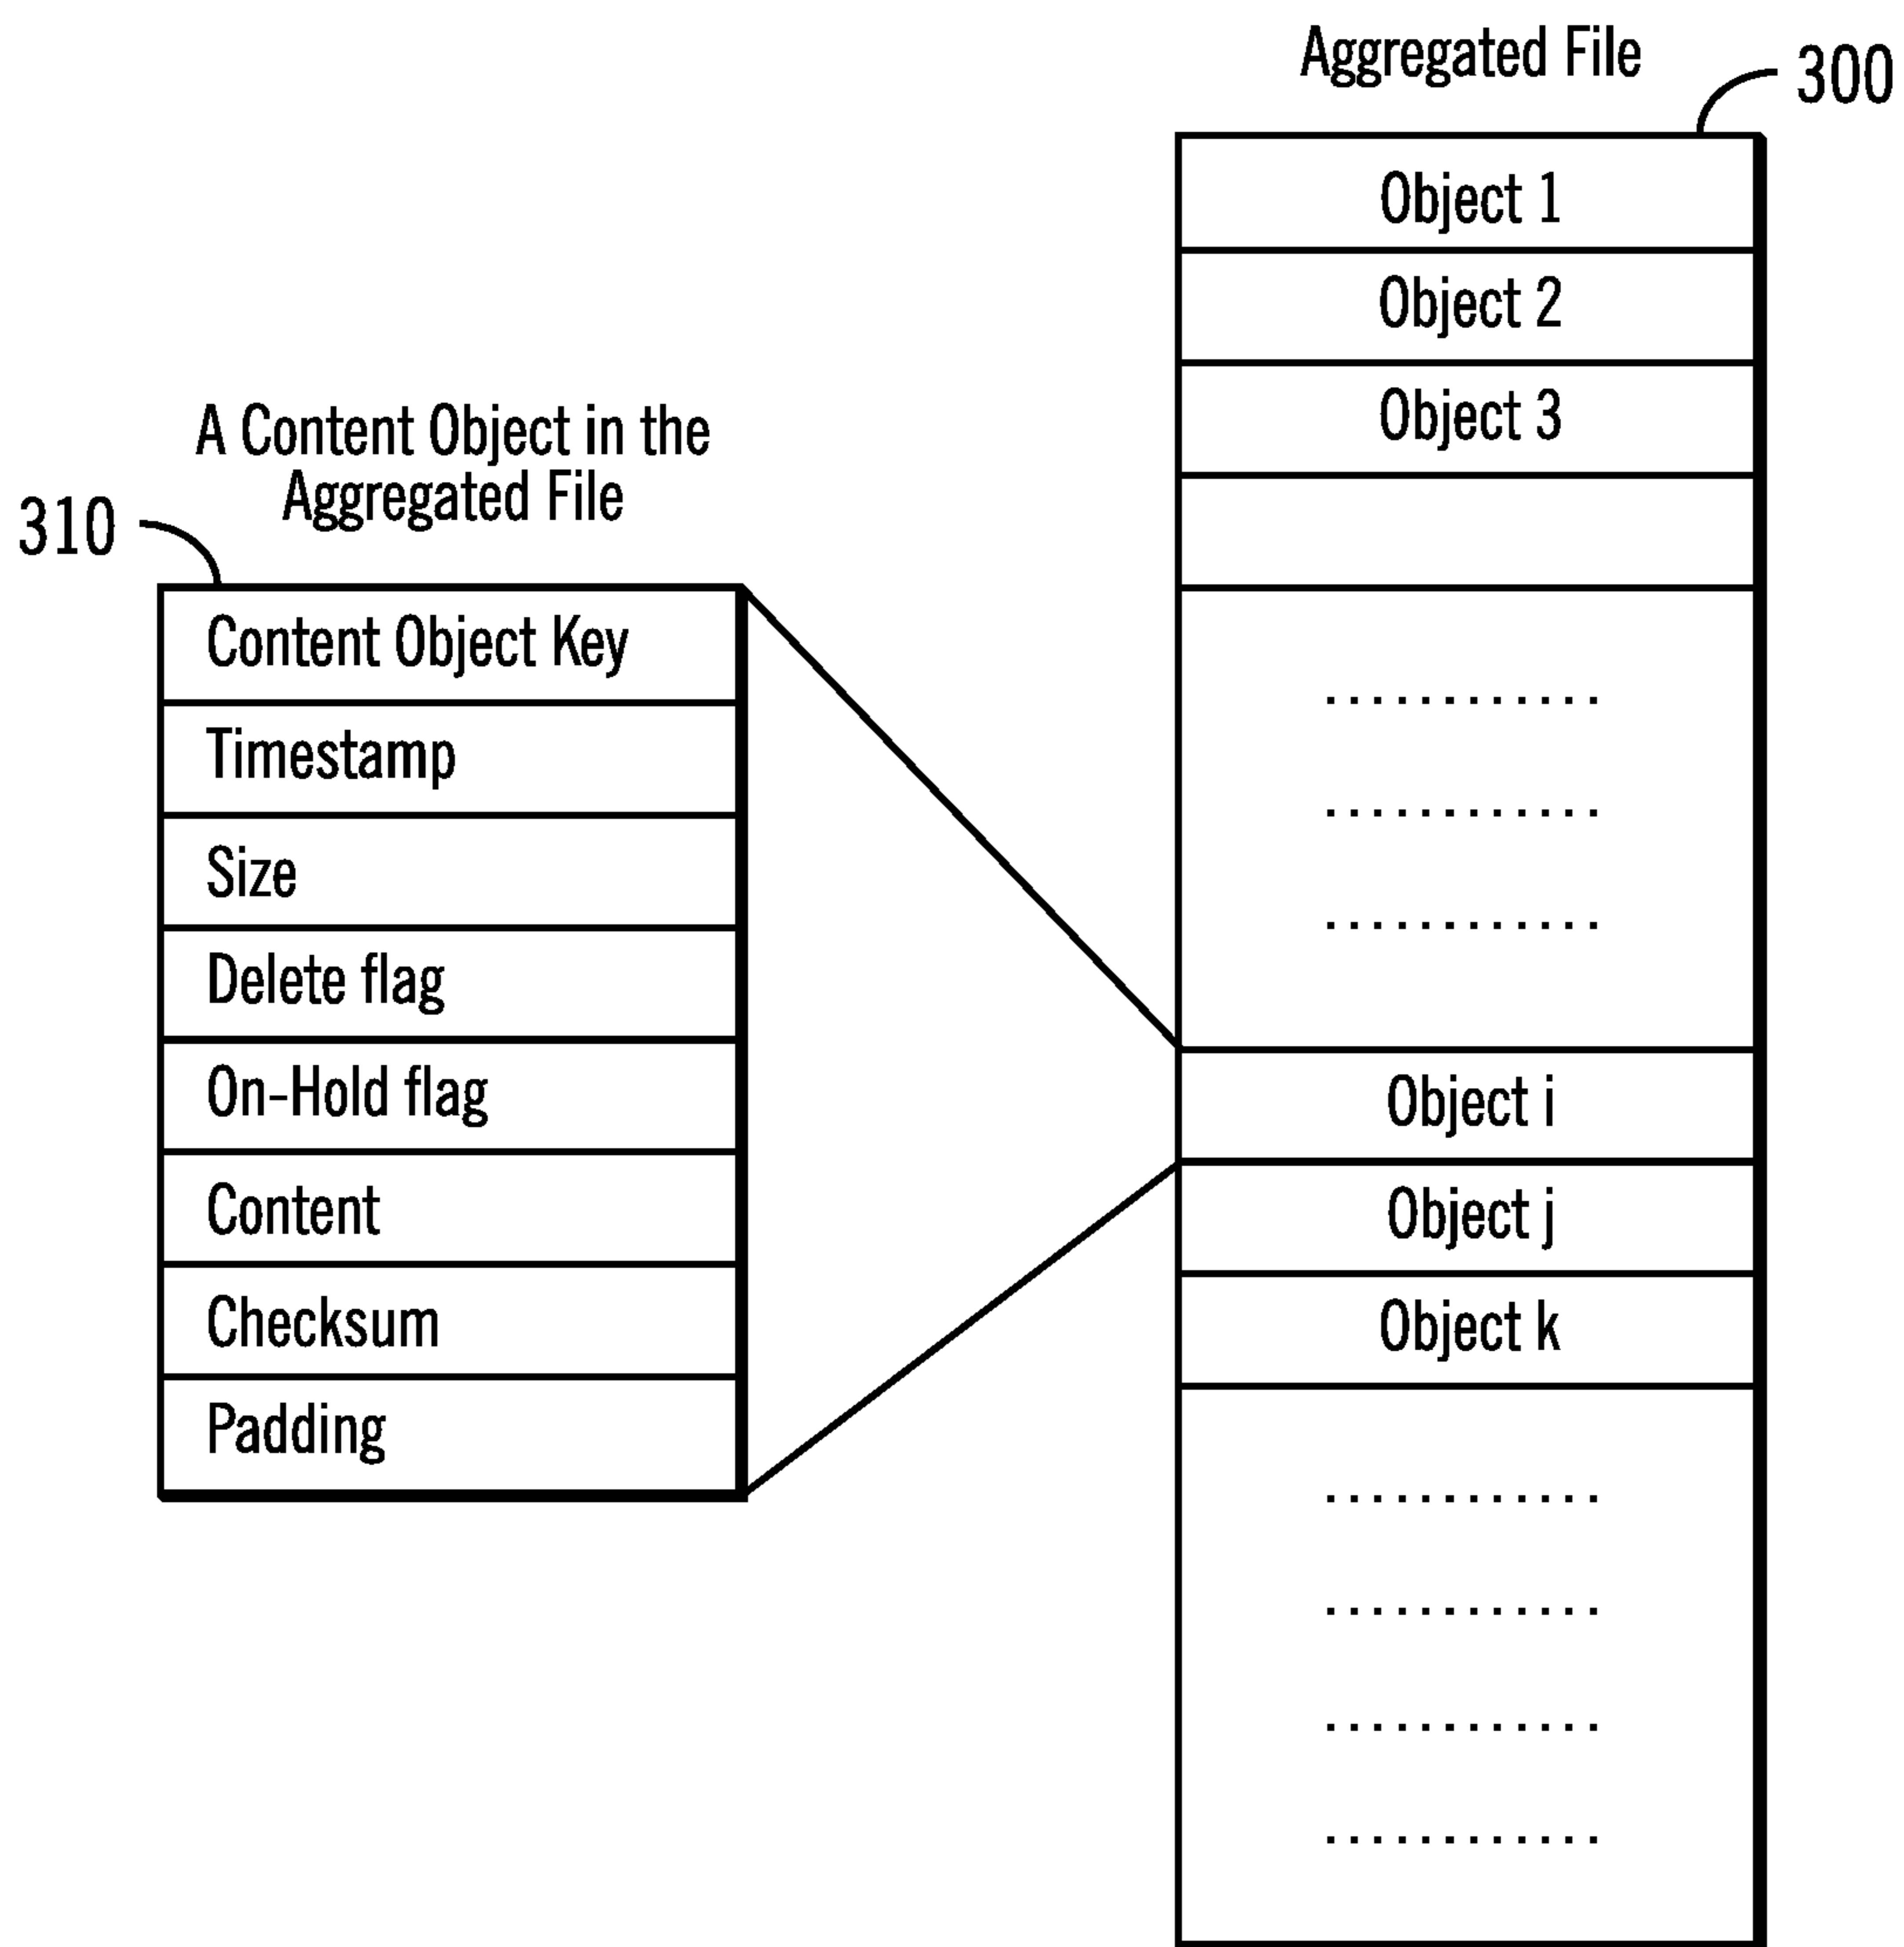 Aggregated File
300
Object 1
Object 2
Object 3
............
............
............
Object i
Object j
Object k
............
............
............
............
A Content Object in the
Aggregated File
310
Content Object Key
Timestamp
Size
Delete flag
On-Hold flag
Content
Checksum
Padding